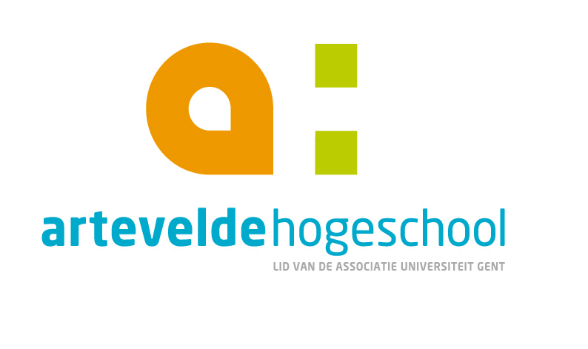 a:
arteveldehogeschool
LID VAN DE ASSOCIATIE UNIVERSITEIT GENT